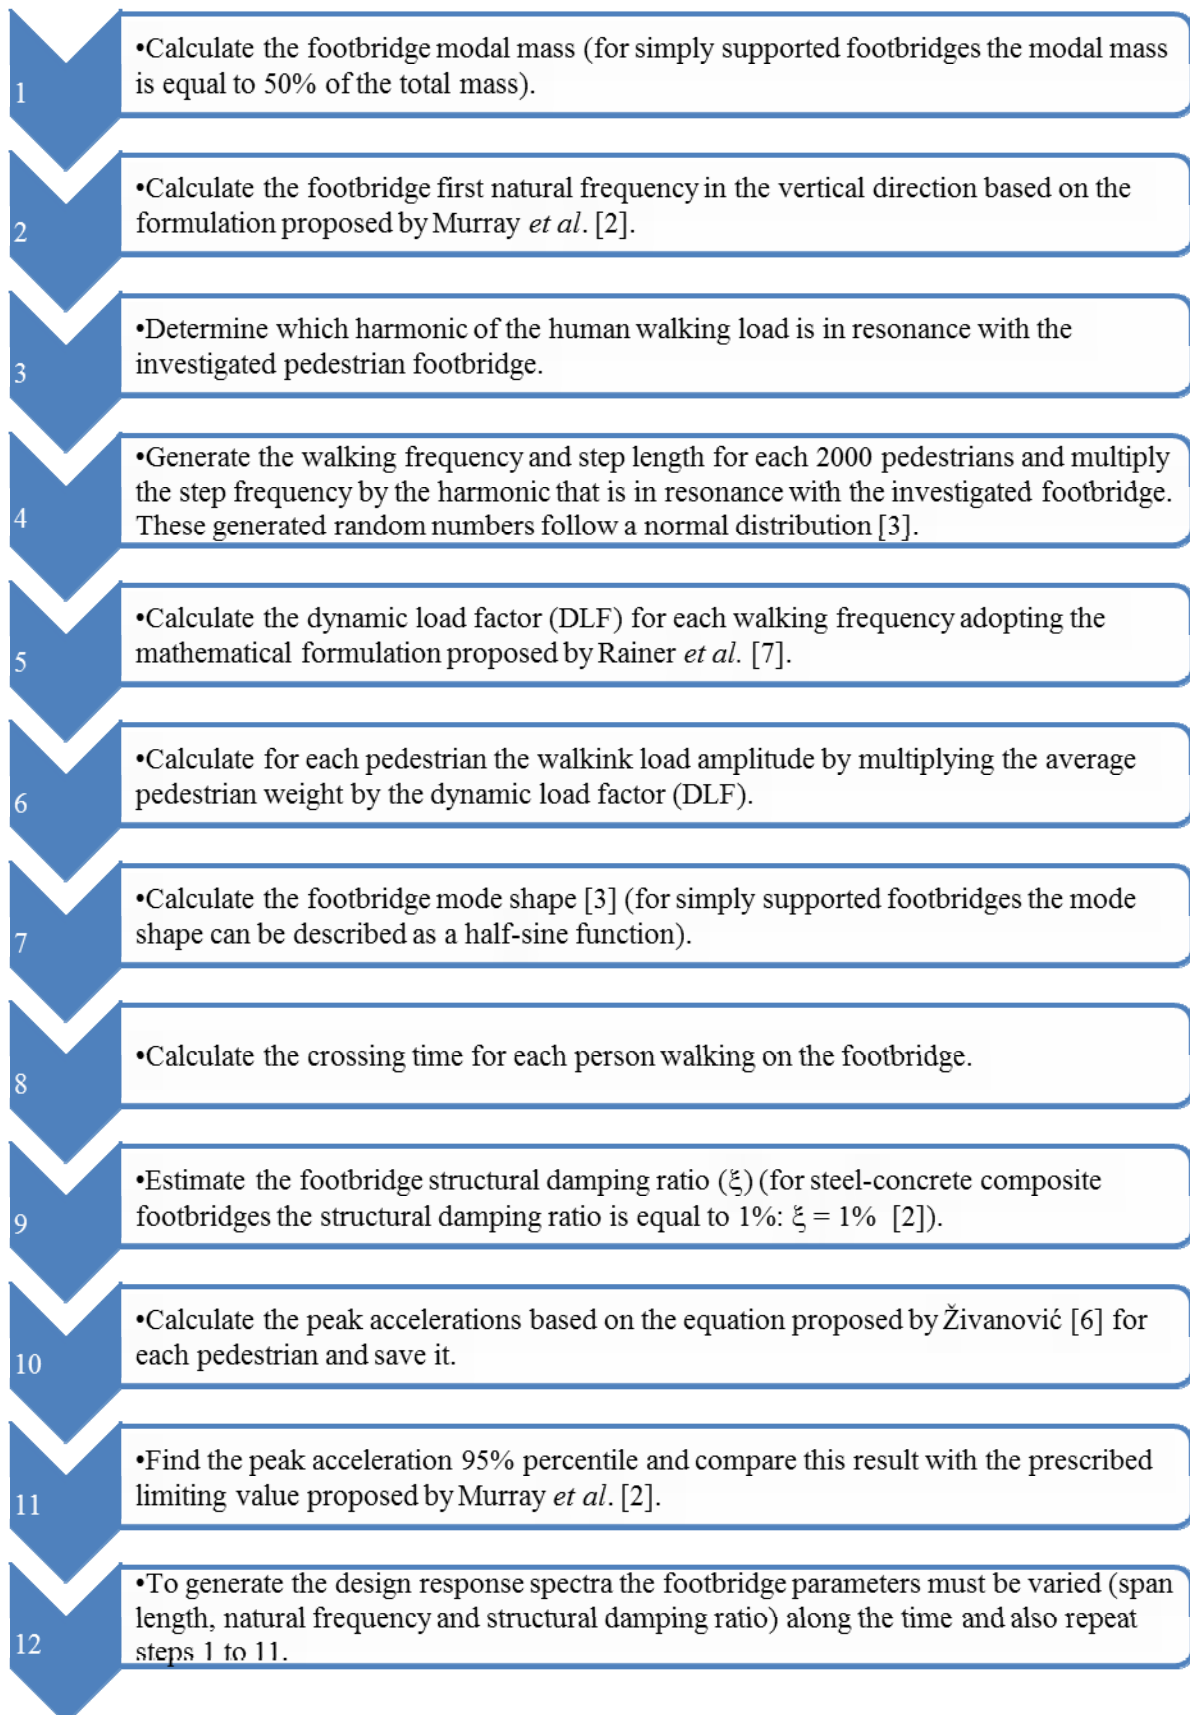 1
•Calculate the footbridge modal mass (for simply supported footbridges the modal mass
is equal to 50% of the total mass).
2
•Calculate the footbridge first natural frequency in the vertical direction based on the
formulation proposed by Murray et al. [2].
3
•Determine which harmonic of the human walking load is in resonance with the
investigated pedestrian footbridge.
4
•Generate the walking frequency and step length for each 2000 pedestrians and multiply
the step frequency by the harmonic that is in resonance with the investigated footbridge.
These generated random numbers follow a normal distribution [3].
5
•Calculate the dynamic load factor (DLF) for each walking frequency adopting the
mathematical formulation proposed by Rainer et al. [7].
6
•Calculate for each pedestrian the walkink load amplitude by multiplying the average
pedestrian weight by the dynamic load factor (DLF).
7
•Calculate the footbridge mode shape [3] (for simply supported footbridges the mode
shape can be described as a half-sine function).
8
•Calculate the crossing time for each person walking on the footbridge.
9
•Estimate the footbridge structural damping ratio (ξ) (for steel-concrete composite
footbridges the structural damping ratio is equal to 1%: ξ = 1% [2]).
10
•Calculate the peak accelerations based on the equation proposed by Živanović [6] for
each pedestrian and save it.
11
•Find the peak acceleration 95% percentile and compare this result with the prescribed
limiting value proposed by Murray et al. [2].
12
•To generate the design response spectra the footbridge parameters must be varied (span
length, natural frequency and structural damping ratio) along the time and also repeat
steps 1 to 11.